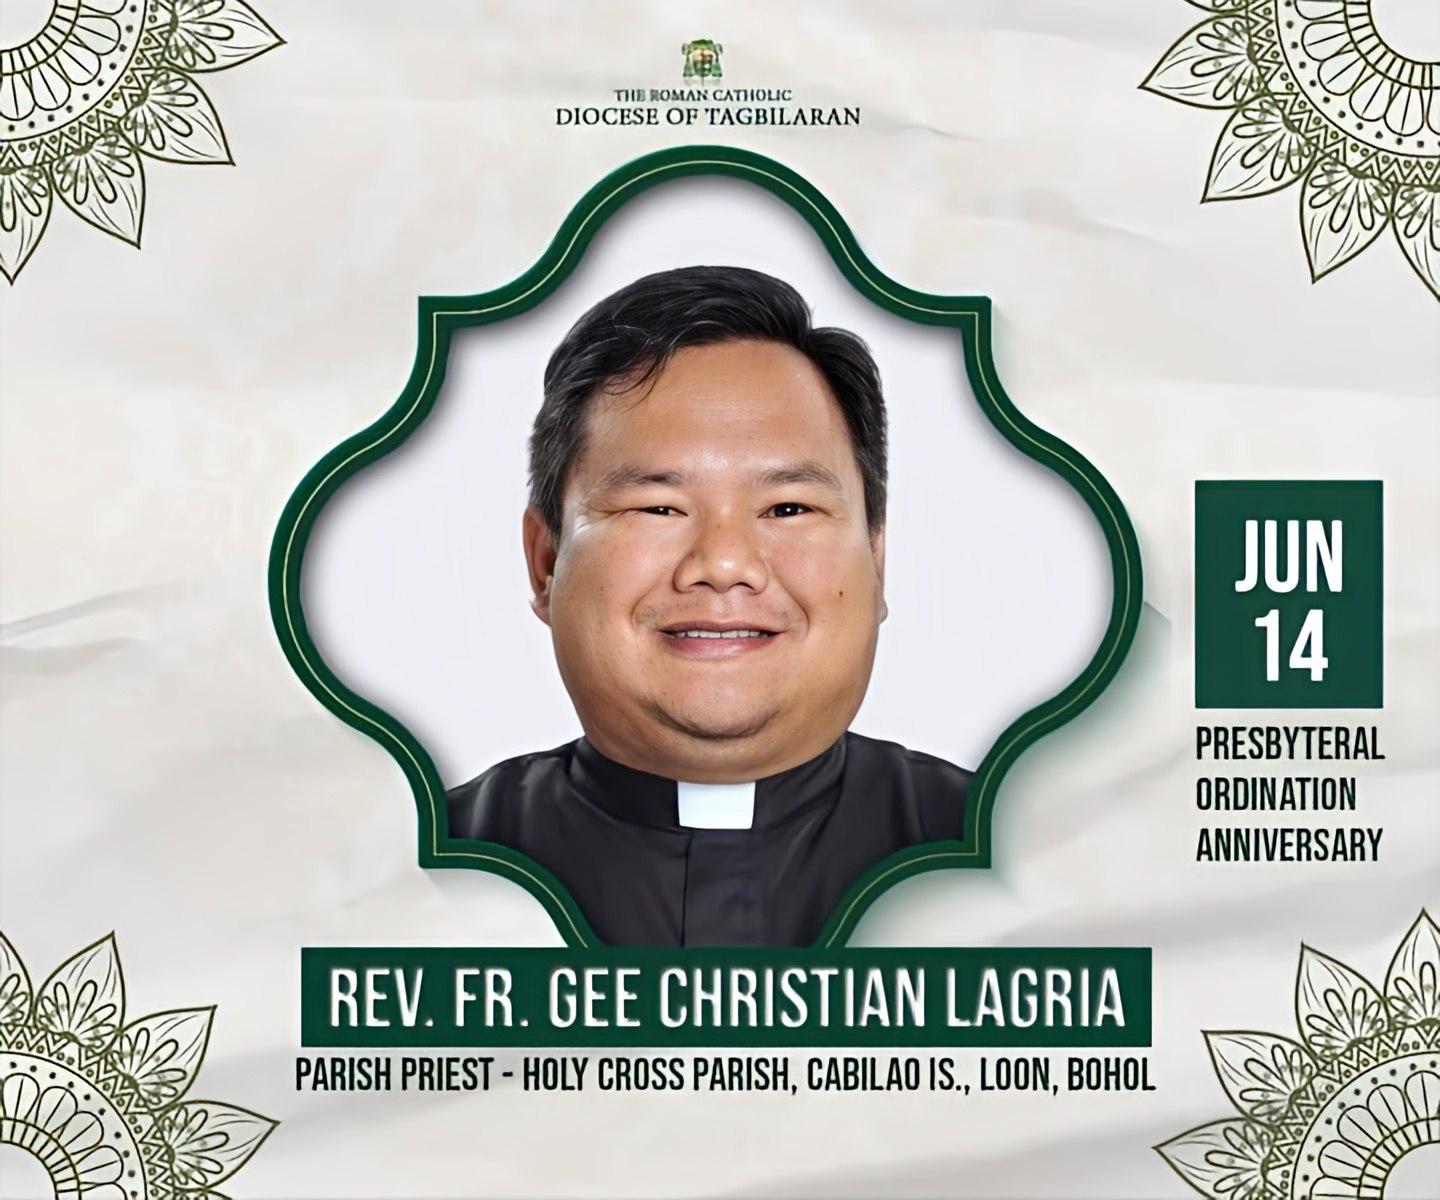 THE ROMAN CATHOLIC
DIOCESE OF TAGBILARAN
JUN
14
PRESBYTERAL
ORDINATION
ANNIVERSARY
REV. FR. GEE CHRISTIAN LAGRIA
PARISH PRIEST - HOLY CROSS PARISH, CABILAO IS., LOON, BOHOL